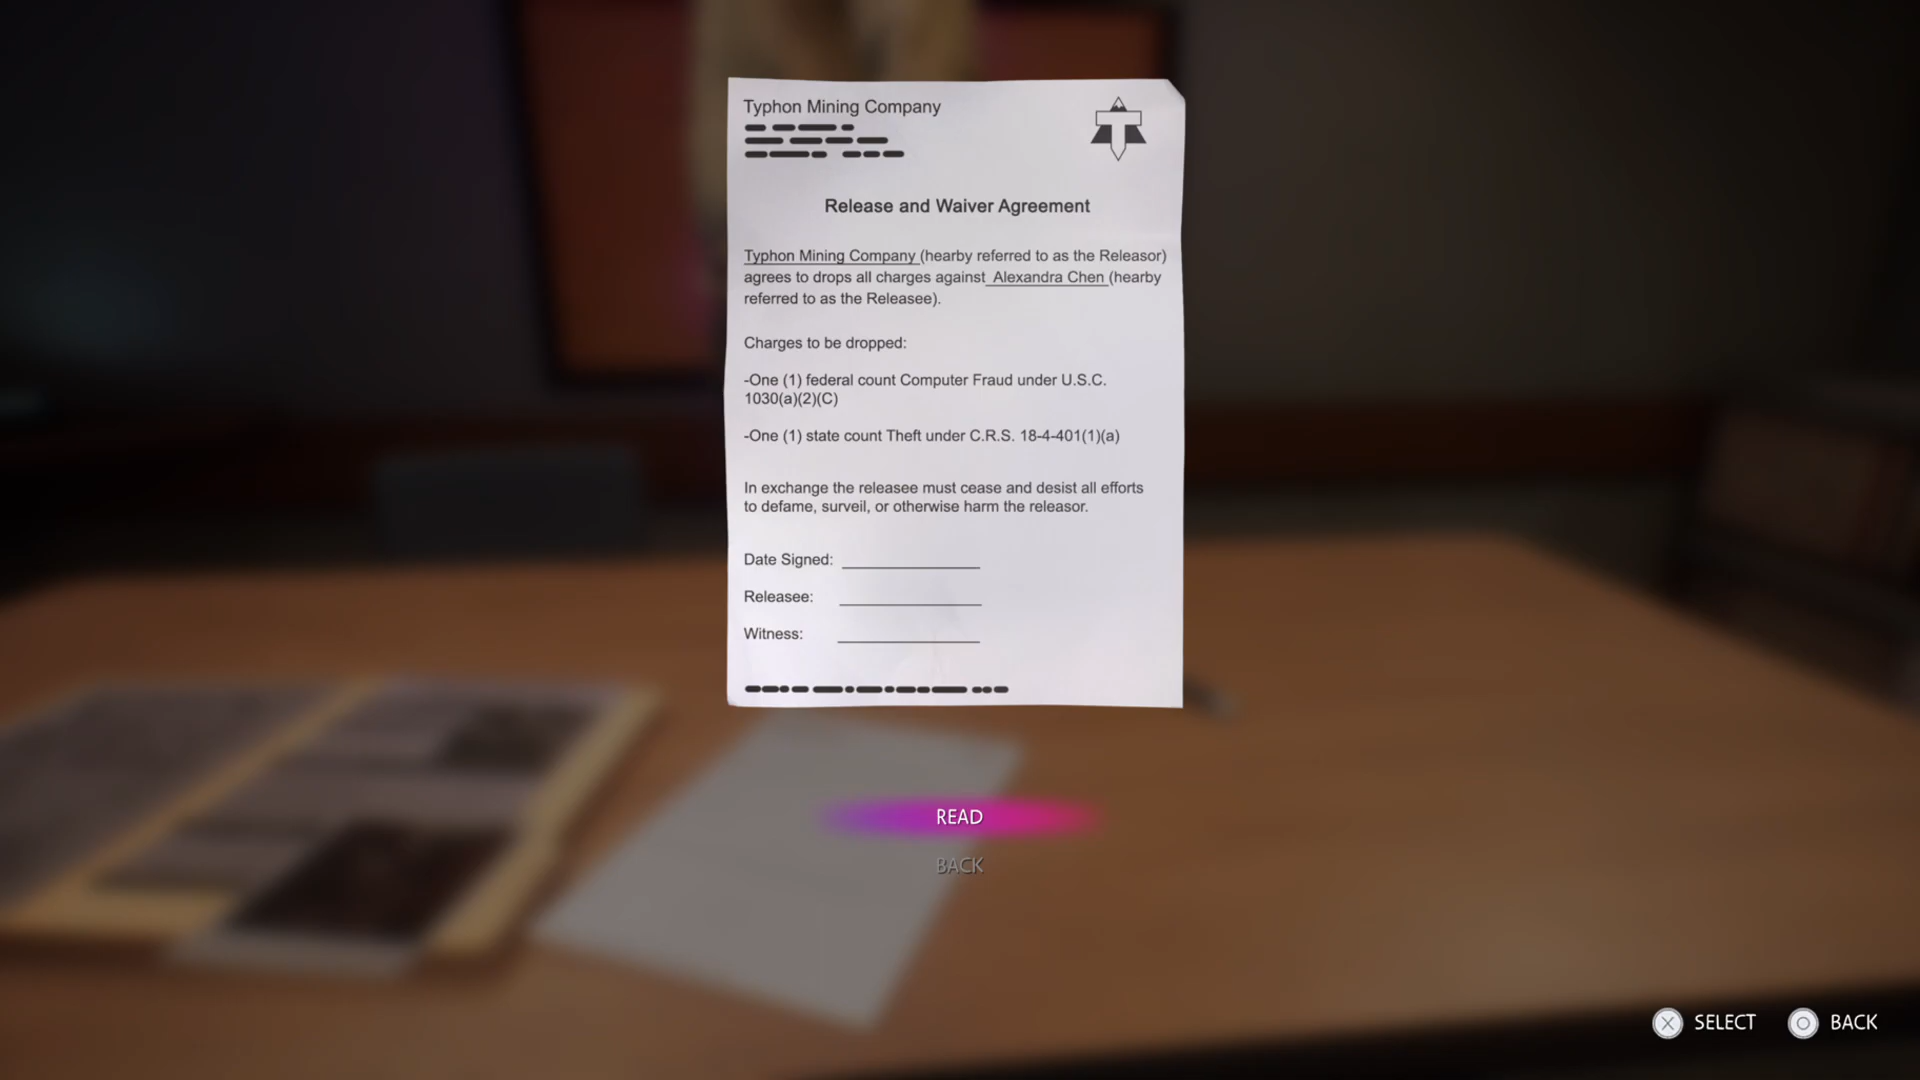 Typhon Mining Company
Release and Waiver Agreement
Typhon Mining Company (hearby referred to as the Releasor)
agrees to drops all charges against Alexandra Chen (hearby
referred to as the Releasee).
Charges to be dropped:
-One (1) federal count Computer Fraud under U.S.C.
1030(a)(2)(C)
-One (1) state count Theft under C.R.S. 18-4-401(1)(a)
In exchange the releasee must cease and desist all efforts
to defame, surveil, or otherwise harm the releasor.
Date Signed:
Releasee:
Witness:
READ
BACK
SELECT
BACK